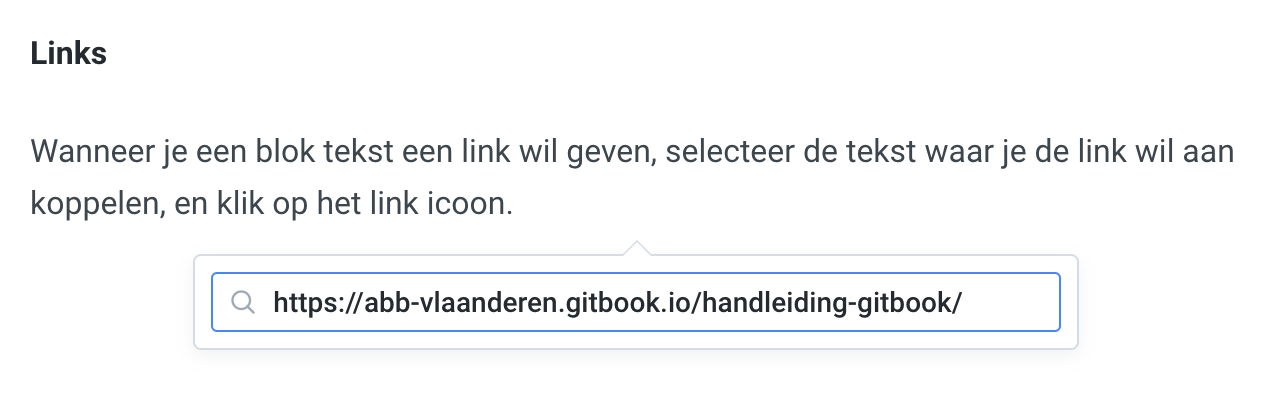 Links
Wanneer je een blok tekst een link wil geven, selecteer de tekst waar je de link wil aan
koppelen, en klik op het link icoon.
https://abb-vlaanderen.gitbook.io/handleiding-gitbook/